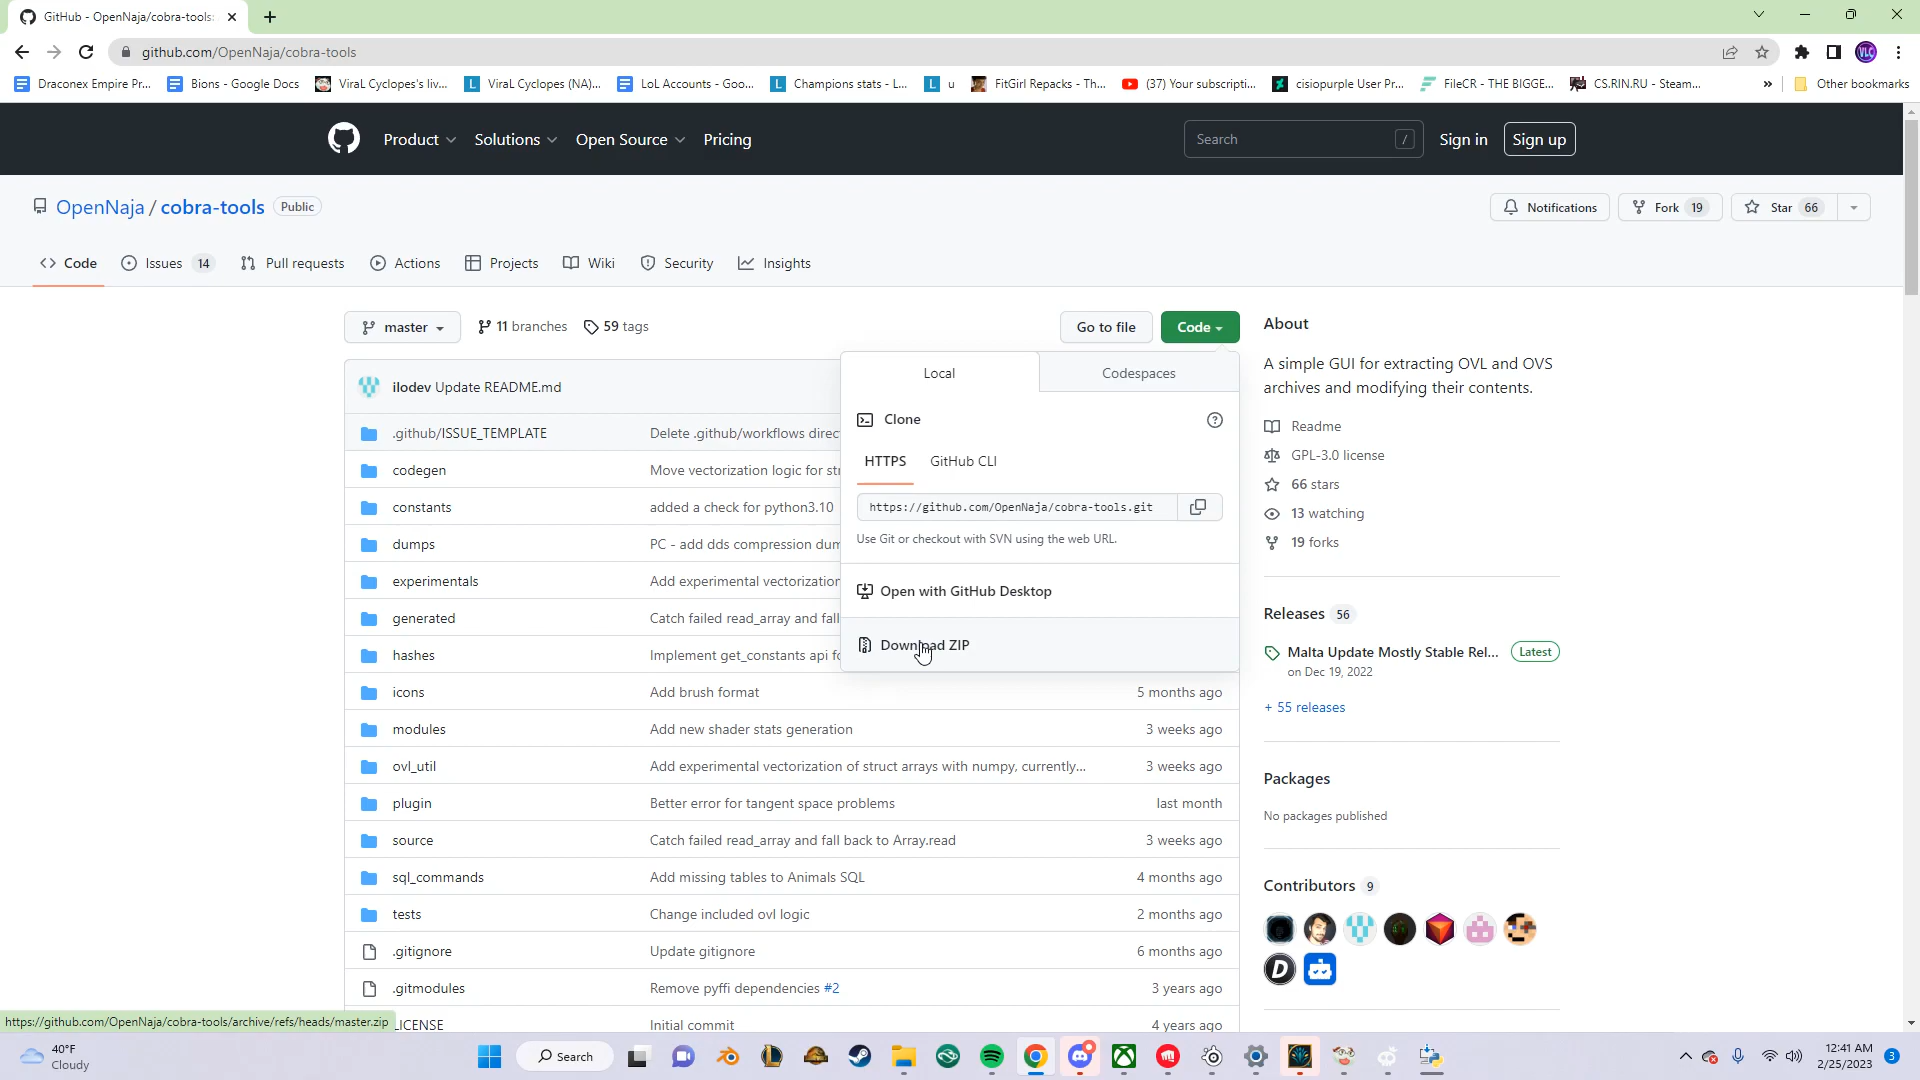 GitHub - OpenNaja/cobra-tools:
github.com/OpenNaja/cobra-tools
Draconex Empire Pr...
Bions - Google Docs
ViraL Cyclopes's liv...
ViraL Cyclopes (NA)...
LoL Accounts - Goo...
Champions stats - L...
u
FitGirl Repacks - Th...
(37) Your subscripti...
cisiopurple User Pr...
FileCR - THE BIGGE...
CS.RIN.RU - Steam...
»
Other bookmarks
Product
Solutions
Open Source
Pricing
Search /
Sign in
Sign up
OpenNaja / cobra-tools Public
Notifications
Fork 19
Star 66
<> Code
Issues 14
Pull requests
Actions
Projects
Wiki
Security
Insights
master
11 branches
59 tags
Go to file
Code
ilodev Update README.md
.github/ISSUE_TEMPLATE Delete .github/workflows direc
codegen Move vectorization logic for st
constants added a check for python3.10
dumps PC - add dds compression dum
experimentals Add experimental vectorization
generated Catch failed read_array and fall
hashes Implement get_constants api fo
icons Add brush format 5 months ago
modules Add new shader stats generation 3 weeks ago
ovl_util Add experimental vectorization of struct arrays with numpy, currently... 3 weeks ago
plugin Better error for tangent space problems last month
source Catch failed read_array and fall back to Array.read 3 weeks ago
sql_commands Add missing tables to Animals SQL 4 months ago
tests Change included ovl logic 2 months ago
.gitignore Update gitignore 6 months ago
.gitmodules Remove pyffi dependencies #2 3 years ago
LICENSE Initial commit 4 years ago
Local
Codespaces
Clone
HTTPS
GitHub CLI
https://github.com/OpenNaja/cobra-tools.git
Use Git or checkout with SVN using the web URL.
Open with GitHub Desktop
Download ZIP
About
A simple GUI for extracting OVL and OVS
archives and modifying their contents.
Readme
GPL-3.0 license
66 stars
13 watching
19 forks
Releases 56
Malta Update Mostly Stable Rel... Latest
on Dec 19, 2022
+ 55 releases
Packages
No packages published
Contributors 9
https://github.com/OpenNaja/cobra-tools/archive/refs/heads/master.zip
40°F
Cloudy
Search
12:41 AM
2/25/2023
3
VLC
D